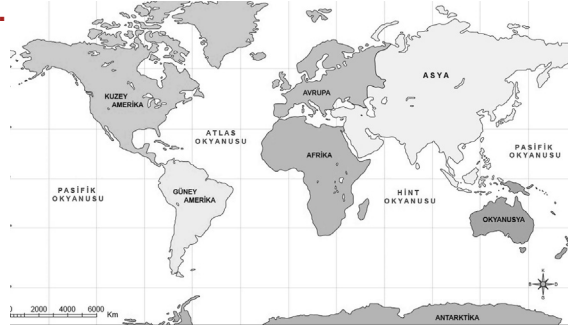 ASYA
AVRUPA
KUZEY
AMERİKA
ATLAS
OKYANUSU
PASİFİK
OKYANUSU
AFRİKA
PASİFİK
OKYANUSU
GÜNEY
AMERİKA
HİNT
OKYANUSU
OKYANUSYA
0 2000 4000 6000 Km
ANTARKTİKA